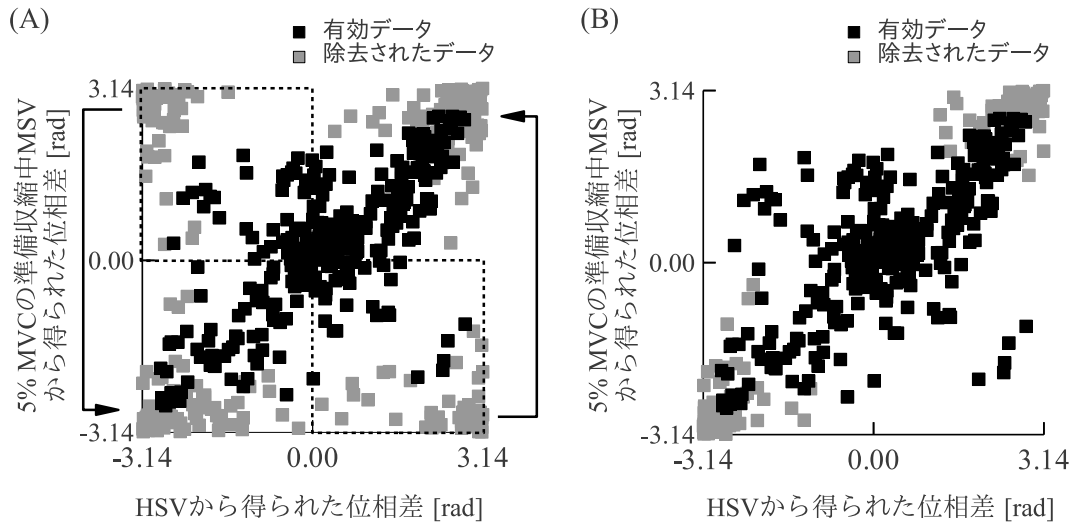 (A)
有効データ
除去されたデータ
3.14
0.00
-3.14
5% MVCの準備収縮中MSV
から得られた位相差 [rad]
-3.14
0.00
3.14
HSVから得られた位相差 [rad]
(B)
有効データ
除去されたデータ
3.14
0.00
-3.14
5% MVCの準備収縮中MSV
から得られた位相差 [rad]
-3.14
0.00
3.14
HSVから得られた位相差 [rad]